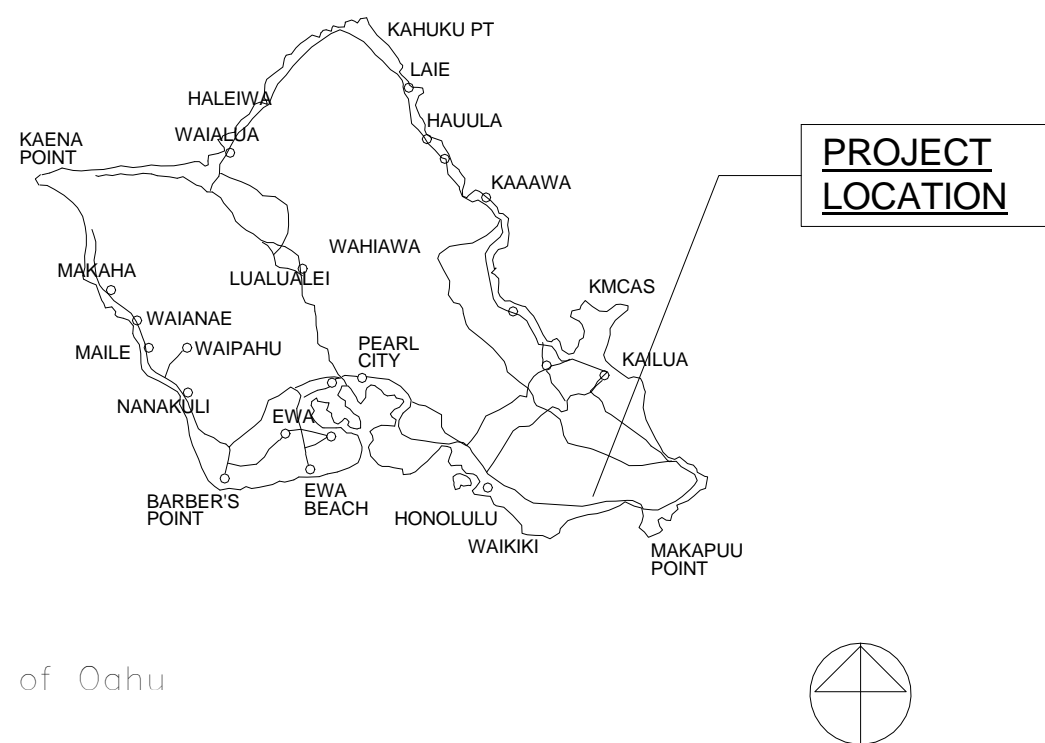 KAHUKU PT
LAIE
HALEIWA
HAUULA
WAIALUA
KAENA
POINT
PROJECT
LOCATION
KAAAWA
WAHIAWA
MAKAHA
LUALUALEI
KMCAS
WAIANAE
MAILE
WAIPAHU
PEARL
CITY
KAILUA
NANAKULI
EWA
BARBER'S
POINT
EWA
BEACH
HONOLULU
WAIKIKI
MAKAPUU
POINT
of Oahu